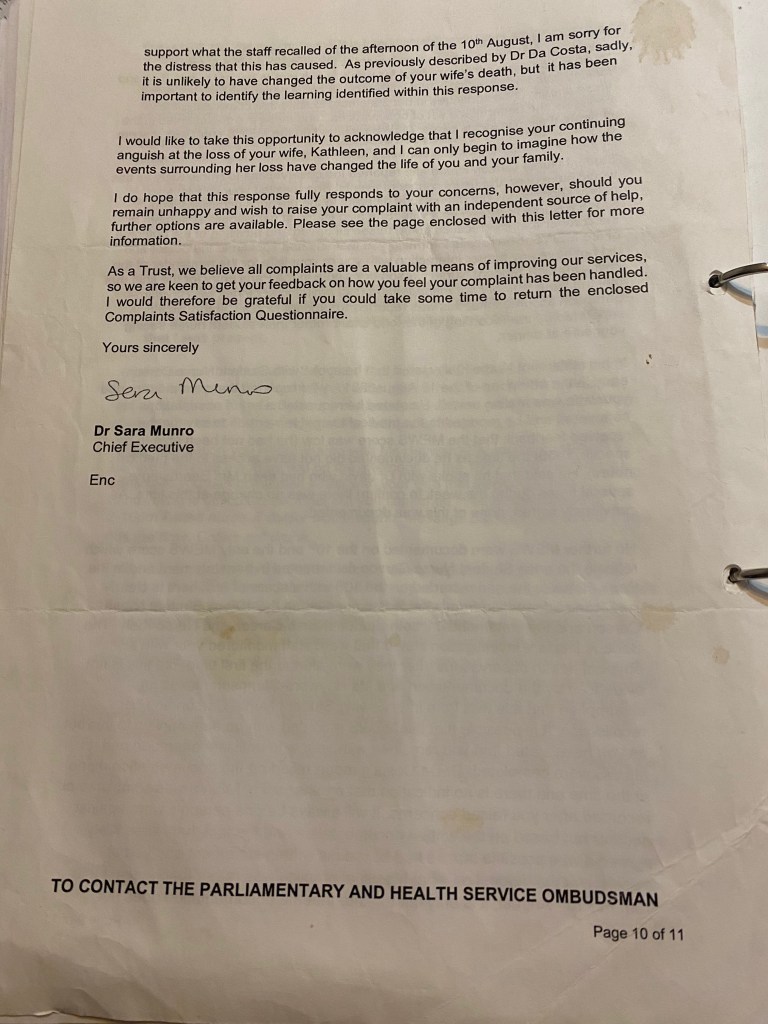 support what the staff recalled of the afternoon of the 10th August, I am sorry for
the distress that this has caused. As previously described by Dr Da Costa, sadly,
it is unlikely to have changed the outcome of your wife's death, but it has been
important to identify the learning identified within this response.
I would like to take this opportunity to acknowledge that I recognise your continuing
anguish at the loss of your wife, Kathleen, and I can only begin to imagine how the
events surrounding her loss have changed the life of you and your family.
I do hope that this response fully responds to your concerns, however, should you
remain unhappy and wish to raise your complaint with an independent source of help,
further options are available. Please see the page enclosed with this letter for more
information.
As a Trust, we believe all complaints are a valuable means of improving our services,
so we are keen to get your feedback on how you feel your complaint has been handled.
I would therefore be grateful if you could take some time to return the enclosed
Complaints Satisfaction Questionnaire.
Yours sincerely
Sara Munro
Dr Sara Munro
Chief Executive
Enc
TO CONTACT THE PARLIAMENTARY AND HEALTH SERVICE OMBUDSMAN
Page 10 of 11